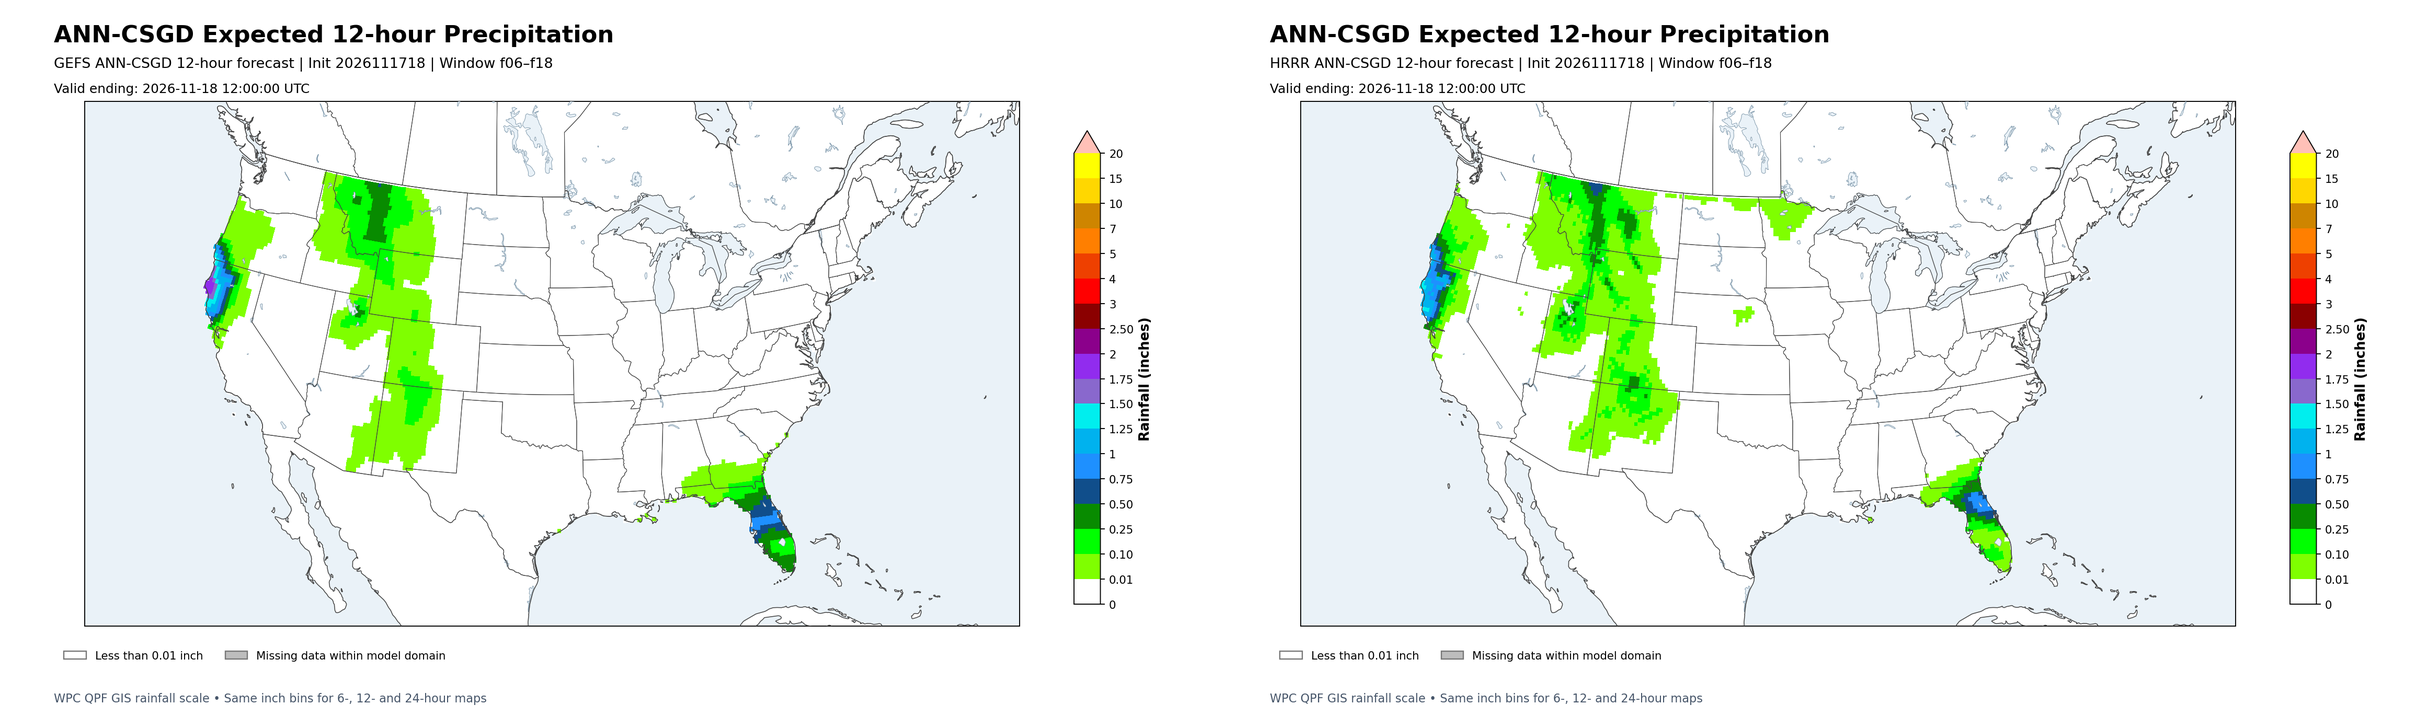 ANN-CSGD Expected 12-hour Precipitation
GEFS ANN-CSGD 12-hour forecast | Init 2026111718 | Window f06–f18
Valid ending: 2026-11-18 12:00:00 UTC
20
15
10
7
5
4
3
2.50
2
1.75
1.50
1.25
1
0.75
0.50
0.25
0.10
0.01
0
Rainfall (inches)
Less than 0.01 inch
Missing data within model domain
WPC QPF GIS rainfall scale • Same inch bins for 6-, 12- and 24-hour maps
ANN-CSGD Expected 12-hour Precipitation
HRRR ANN-CSGD 12-hour forecast | Init 2026111718 | Window f06–f18
Valid ending: 2026-11-18 12:00:00 UTC
20
15
10
7
5
4
3
2.50
2
1.75
1.50
1.25
1
0.75
0.50
0.25
0.10
0.01
0
Rainfall (inches)
Less than 0.01 inch
Missing data within model domain
WPC QPF GIS rainfall scale • Same inch bins for 6-, 12- and 24-hour maps